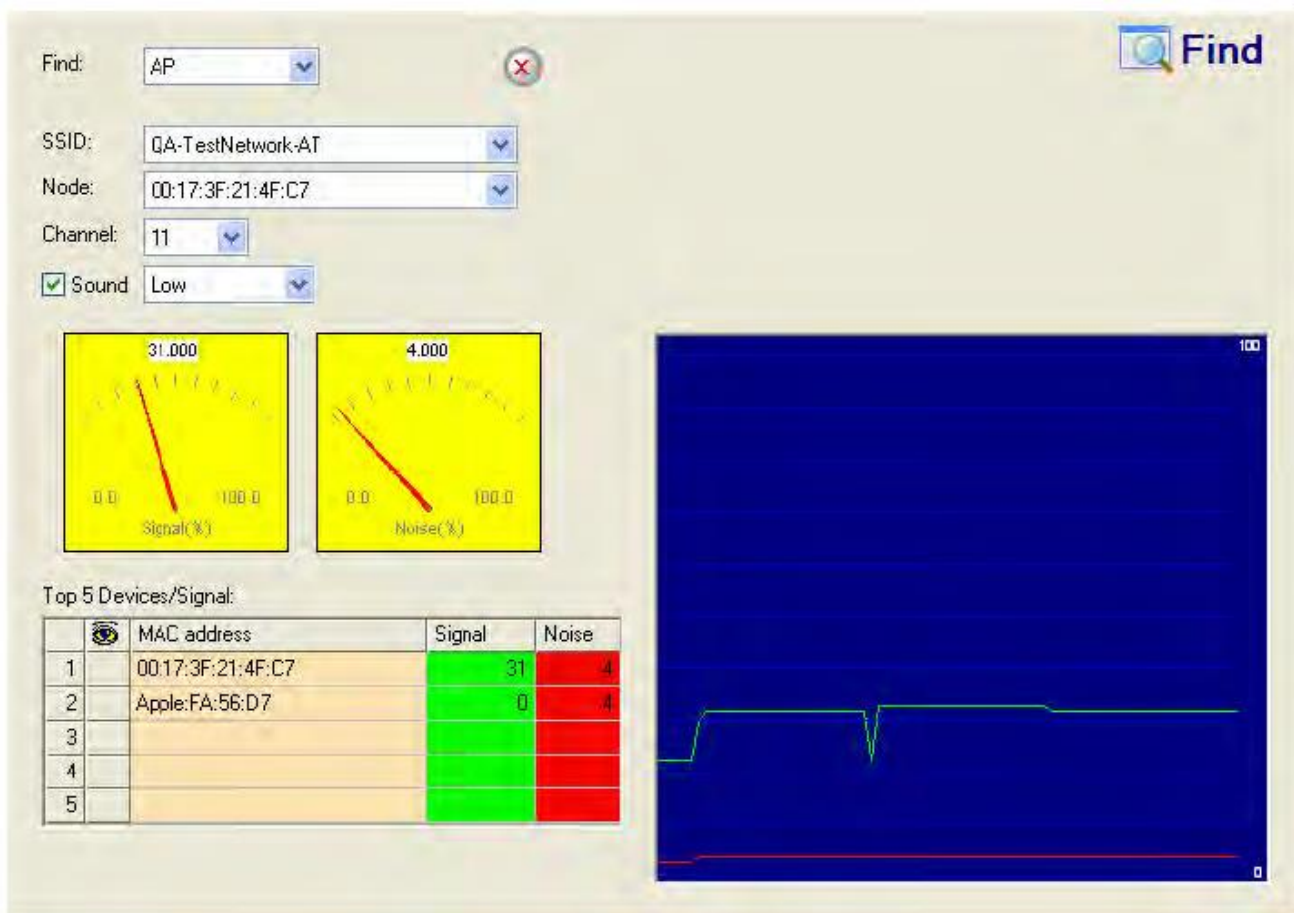 Find: AP
Find
SSID: QA-TestNetwork-AT
Node: 00:17:3F:21:4F:C7
Channel: 11
Sound Low
31.000
0.0 100.0
Signal(%)
4.000
0.0 100.0
Noise(%)
100
0
Top 5 Devices/Signal:
MAC address Signal Noise
1 00:17:3F:21:4F:C7 31 4
2 Apple:FA:56:D7 0 4
3
4
5